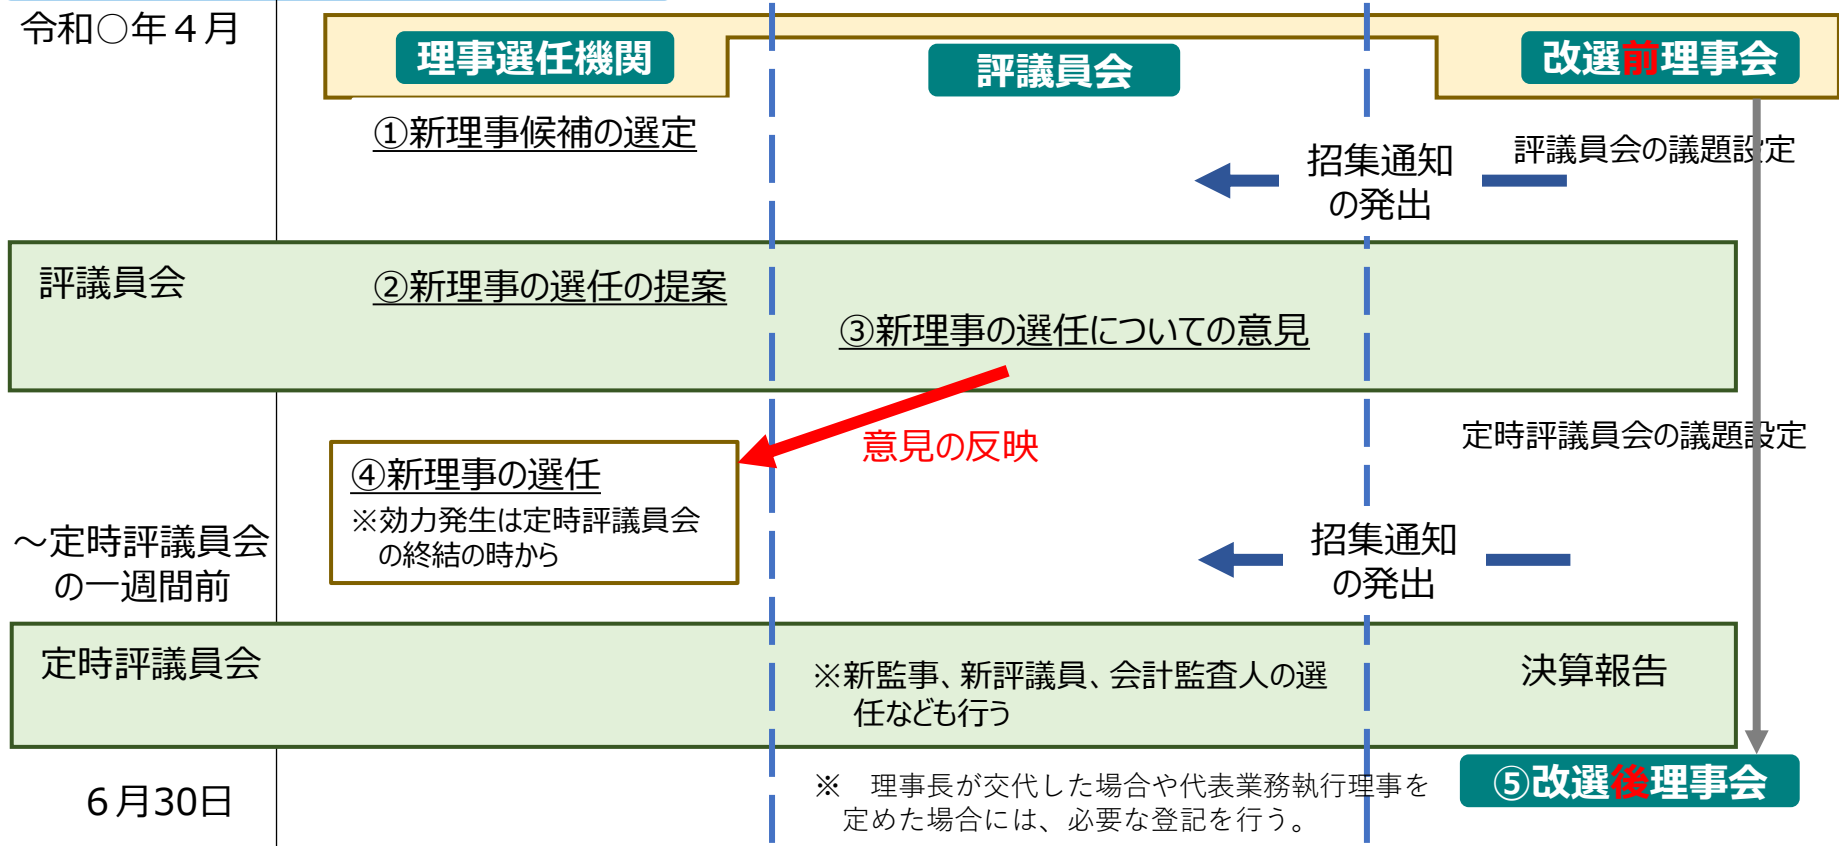 令和○年４月
理事選任機関
評議員会
改選前理事会
①新理事候補の選定
評議員会の議題設定
招集通知
の発出
評議員会
②新理事の選任の提案
③新理事の選任についての意見
意見の反映
定時評議員会の議題設定
④新理事の選任
※効力発生は定時評議員会
の終結の時から
～定時評議員会
の一週間前
招集通知
の発出
定時評議員会
※新監事、新評議員、会計監査人の選
任なども行う
決算報告
６月30日
※　理事長が交代した場合や代表業務執行理事を
定めた場合には、必要な登記を行う。
⑤改選後理事会